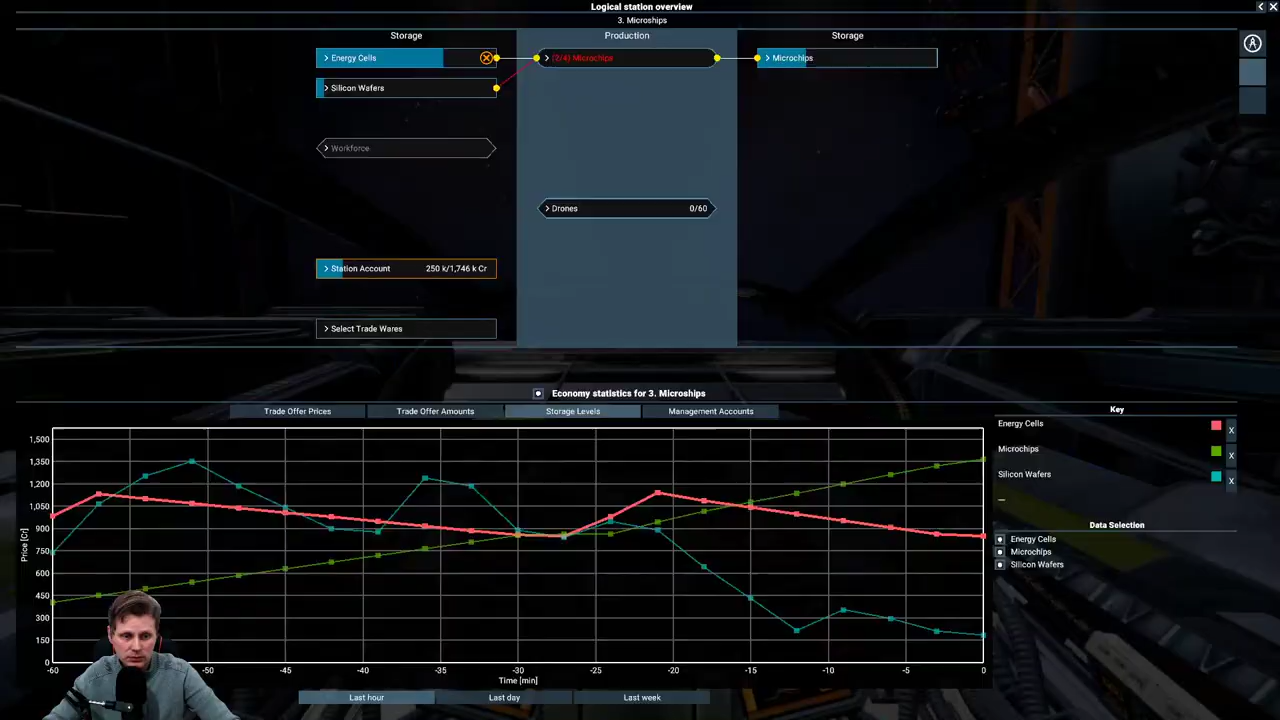 Logical station overview
3. Microships
Storage
Production
Storage
Energy Cells
[2/4] Microchips
Microchips
Silicon Wafers
Workforce
Drones 0/60
Station Account 250 k/1,746 k Cr
Select Trade Wares
Economy statistics for 3. Microships
Trade Offer Prices
Trade Offer Amounts
Storage Levels
Management Accounts
Key
Energy Cells X
Microchips X
Silicon Wafers X
Data Selection
Energy Cells
Microchips
Silicon Wafers
Price [Cr]
1,500
1,350
1,200
1,050
900
750
600
450
300
150
0
-60 -50 -45 -40 -35 -30 -25 -20 -15 -10 -5 0
Time [min]
Last hour
Last day
Last week